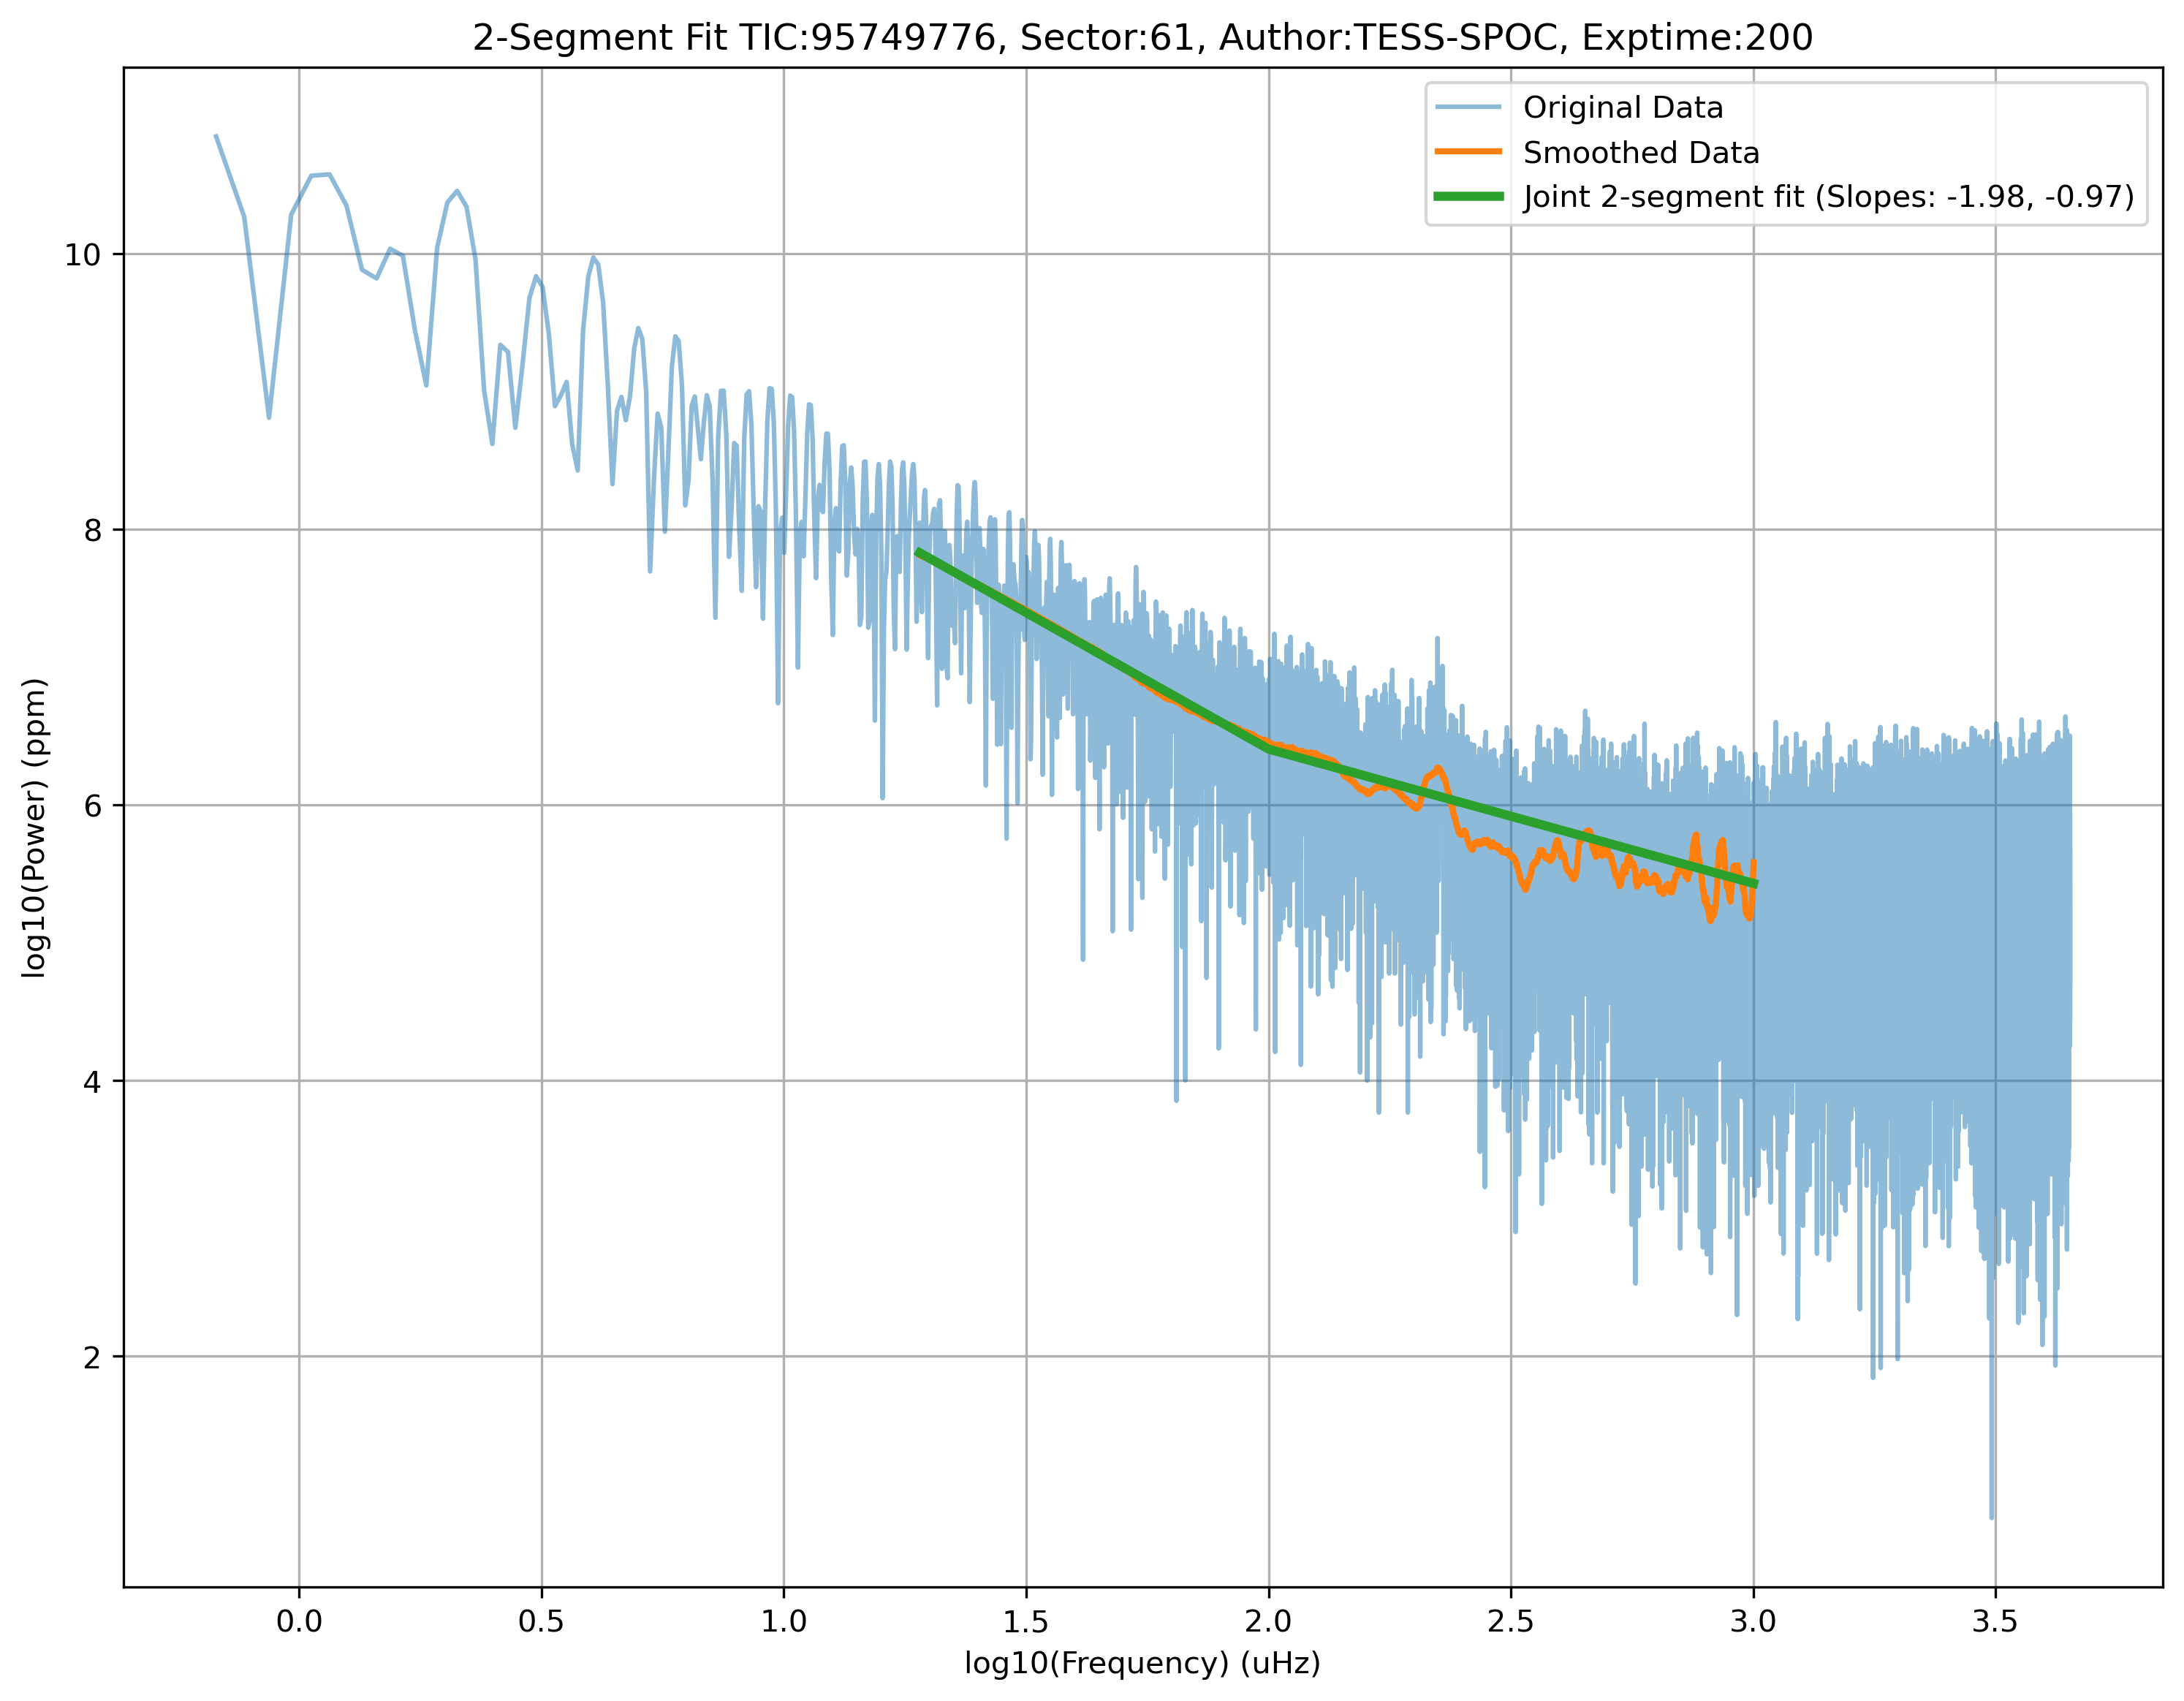 2-Segment Fit TIC:95749776, Sector:61, Author:TESS-SPOC, Exptime:200
Original Data
Smoothed Data
Joint 2-segment fit (Slopes: -1.98, -0.97)
log10(Power) (ppm)
10
8
6
4
2
0.0 0.5 1.0 1.5 2.0 2.5 3.0 3.5
log10(Frequency) (uHz)